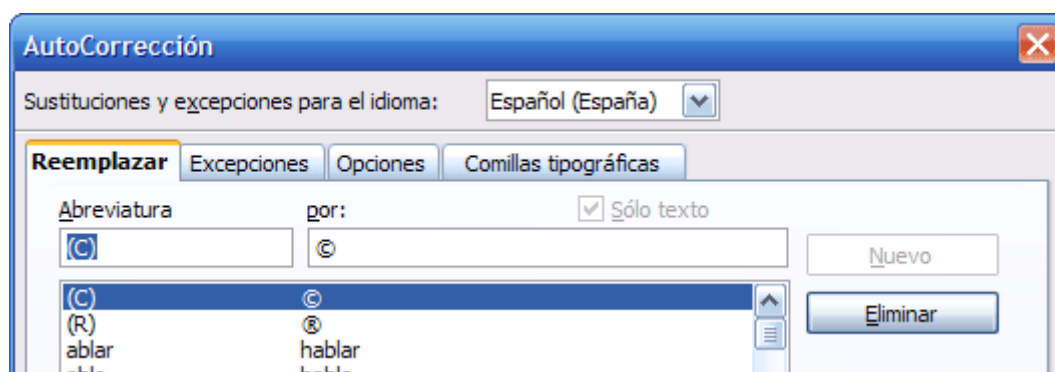 AutoCorrección
Sustituciones y excepciones para el idioma: Español (España)
Reemplazar Excepciones Opciones Comillas tipográficas
Abreviatura por: Sólo texto
(C) © Nuevo
(C) © Eliminar
(R) ®
ablar hablar